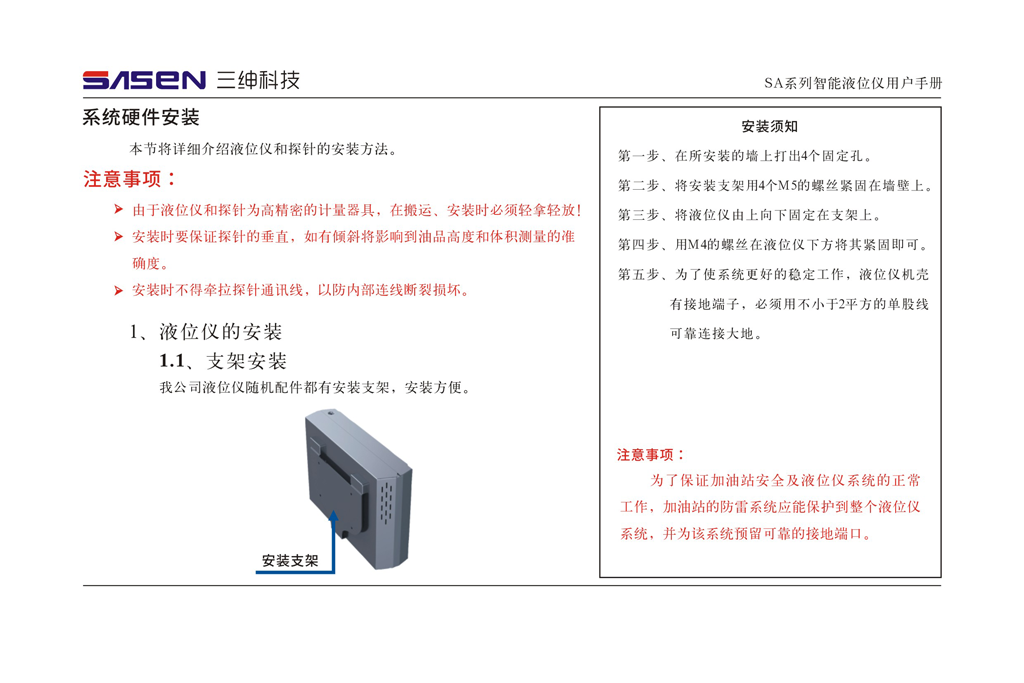 SASEN 三绅科技
SA系列智能液位仪用户手册
系统硬件安装
本节将详细介绍液位仪和探针的安装方法。
注意事项：
由于液位仪和探针为高精密的计量器具，在搬运、安装时必须轻拿轻放！
安装时要保证探针的垂直，如有倾斜将影响到油品高度和体积测量的准
确度。
安装时不得牵拉探针通讯线，以防内部连线断裂损坏。
1、液位仪的安装
1.1、支架安装
我公司液位仪随机配件都有安装支架，安装方便。
安装支架
安装须知
第一步、在所安装的墙上打出4个固定孔。
第二步、将安装支架用4个M5的螺丝紧固在墙壁上。
第三步、将液位仪由上向下固定在支架上。
第四步、用M4的螺丝在液位仪下方将其紧固即可。
第五步、为了使系统更好的稳定工作，液位仪机壳
有接地端子，必须用不小于2平方的单股线
可靠连接大地。
注意事项：
为了保证加油站安全及液位仪系统的正常
工作，加油站的防雷系统应能保护到整个液位仪
系统，并为该系统预留可靠的接地端口。